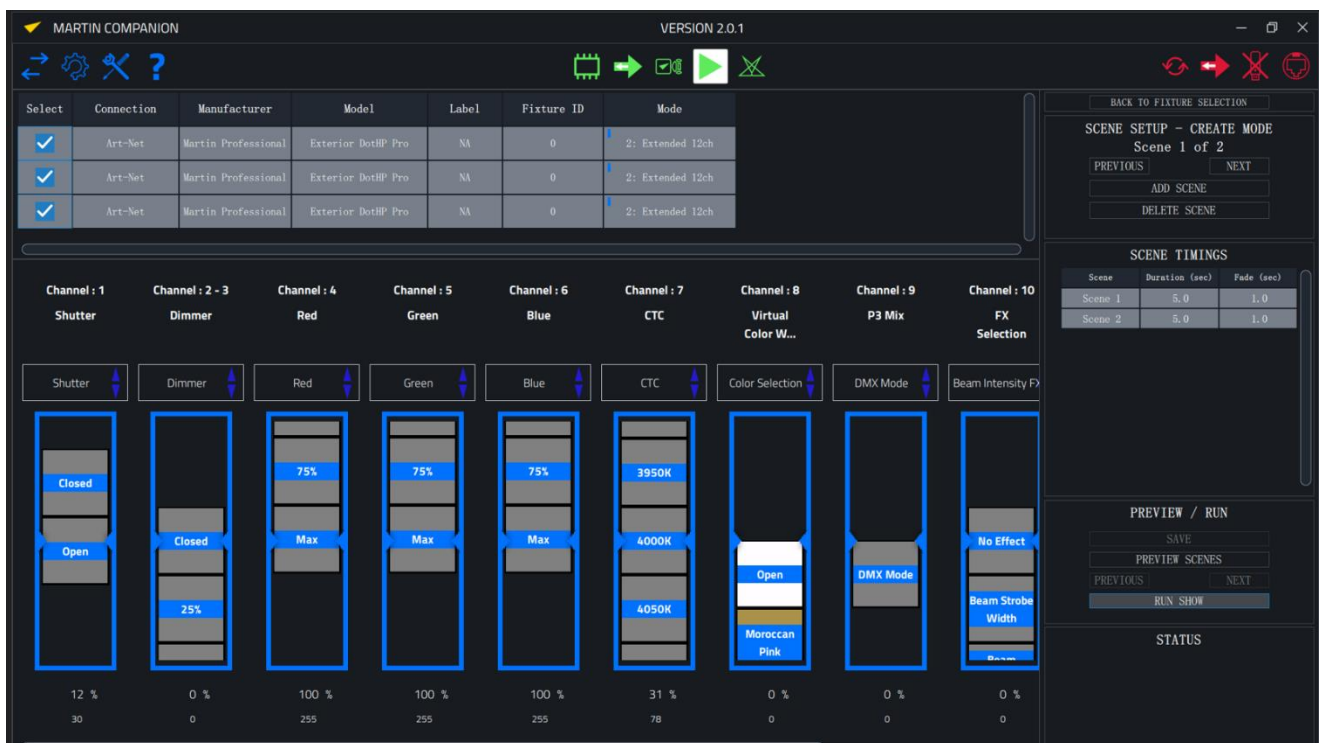 MARTIN COMPANION
VERSION 2.0.1
Select Connection Manufacturer Model Label Fixture ID Mode
Art-Net Martin Professional Exterior DotHP Pro NA 0 2: Extended 12ch
Art-Net Martin Professional Exterior DotHP Pro NA 0 2: Extended 12ch
Art-Net Martin Professional Exterior DotHP Pro NA 0 2: Extended 12ch
Channel : 1 Channel : 2 - 3 Channel : 4 Channel : 5 Channel : 6 Channel : 7 Channel : 8 Channel : 9 Channel : 10
Shutter Dimmer Red Green Blue CTC Virtual P3 Mix FX
Color W... Selection
Shutter Dimmer Red Green Blue CTC Color Selection DMX Mode Beam Intensity FX
Closed 75% 75% 75% 3950K
Open Closed Max Max Max 4000K Open DMX Mode No Effect
25% 4050K Moroccan Beam Strobe
Pink Width
Beam
12 % 0 % 100 % 100 % 100 % 31 % 0 % 0 % 0 %
30 0 255 255 255 78 0 0 0
BACK TO FIXTURE SELECTION
SCENE SETUP - CREATE MODE
Scene 1 of 2
PREVIOUS NEXT
ADD SCENE
DELETE SCENE
SCENE TIMINGS
Scene Duration (sec) Fade (sec)
Scene 1 5.0 1.0
Scene 2 5.0 1.0
PREVIEW / RUN
SAVE
PREVIEW SCENES
PREVIOUS NEXT
RUN SHOW
STATUS